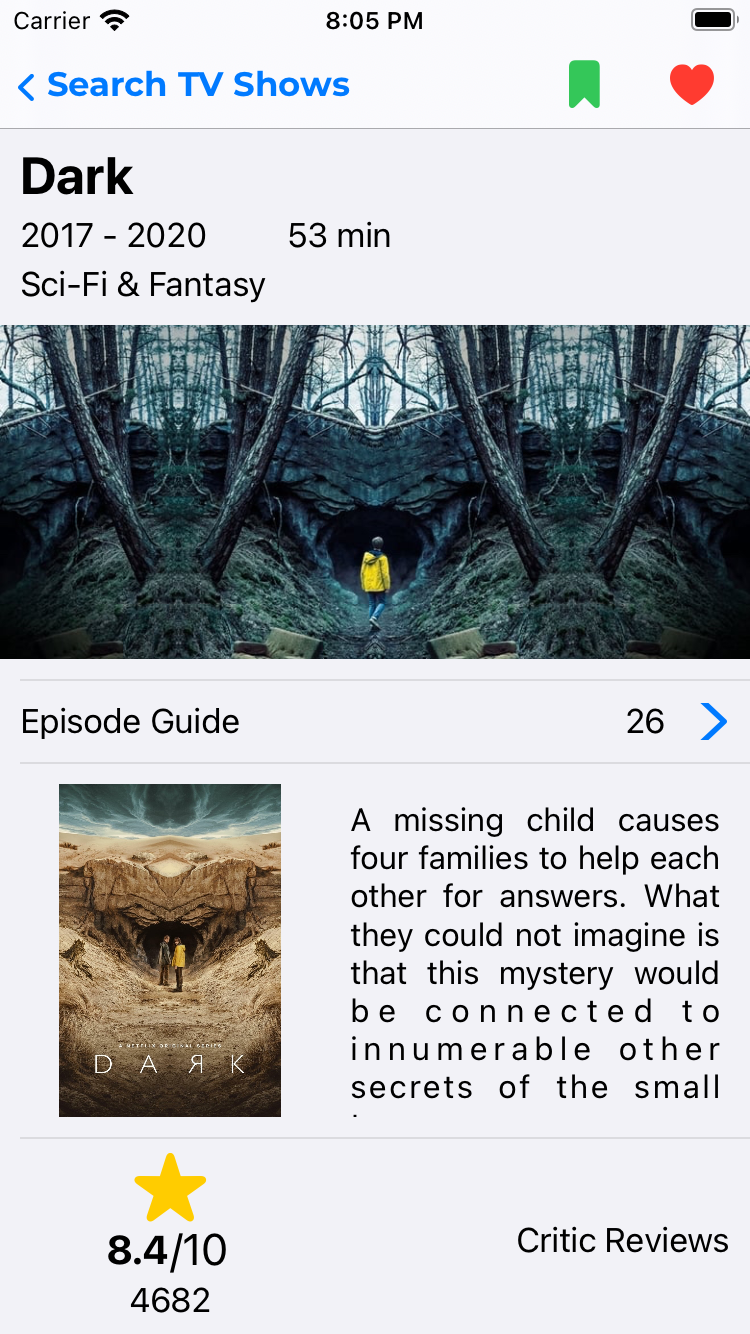 Carrier
8:05 PM
Search TV Shows
Dark
2017 - 2020
53 min
Sci-Fi & Fantasy
Episode Guide
26
A NETFLIX ORIGINAL SERIES
DAЯK
A missing child causes
four families to help each
other for answers. What
they could not imagine is
that this mystery would
be connected to
innumerable other
secrets of the small
8.4/10
4682
Critic Reviews